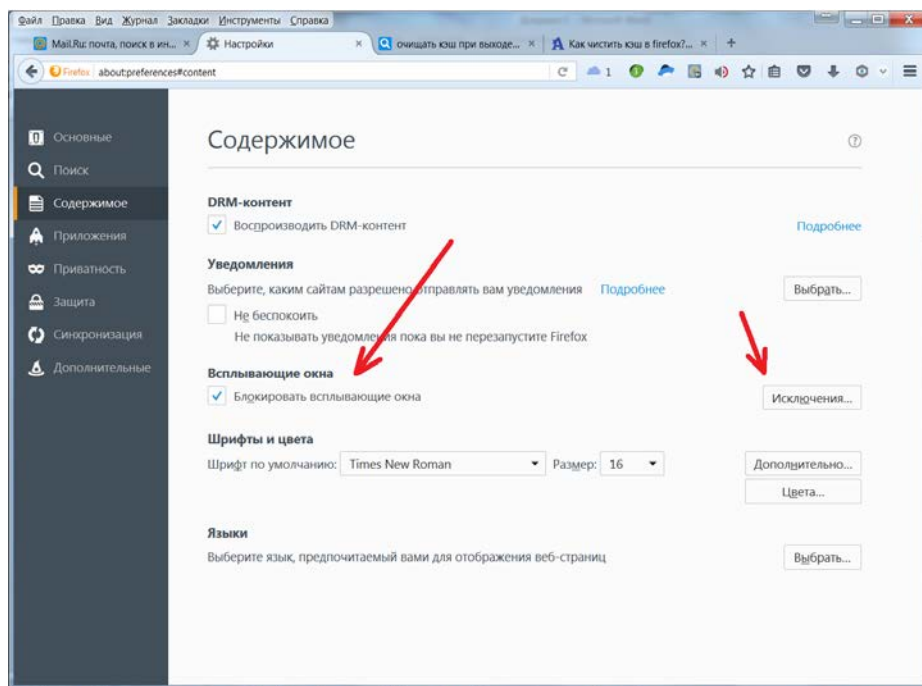 Файл Правка Вид Журнал Закладки Инструменты Справка
Mail.Ru: почта, поиск в ин... × Настройки × очищать кэш при выходе... × Как чистить кэш в firefox?... × +
Firefox about:preferences#content 1
Основные
Поиск
Содержимое
Приложения
Приватность
Защита
Синхронизация
Дополнительные
Содержимое ?
DRM-контент
Воспроизводить DRM-контент Подробнее
Уведомления
Выберите, каким сайтам разрешено отправлять вам уведомления Подробнее Выбрать...
Не беспокоить
Не показывать уведомления пока вы не перезапустите Firefox
Всплывающие окна
Блокировать всплывающие окна Исключения...
Шрифты и цвета
Шрифт по умолчанию: Times New Roman Размер: 16 Дополнительно...
Цвета...
Языки
Выберите язык, предпочитаемый вами для отображения веб-страниц Выбрать...